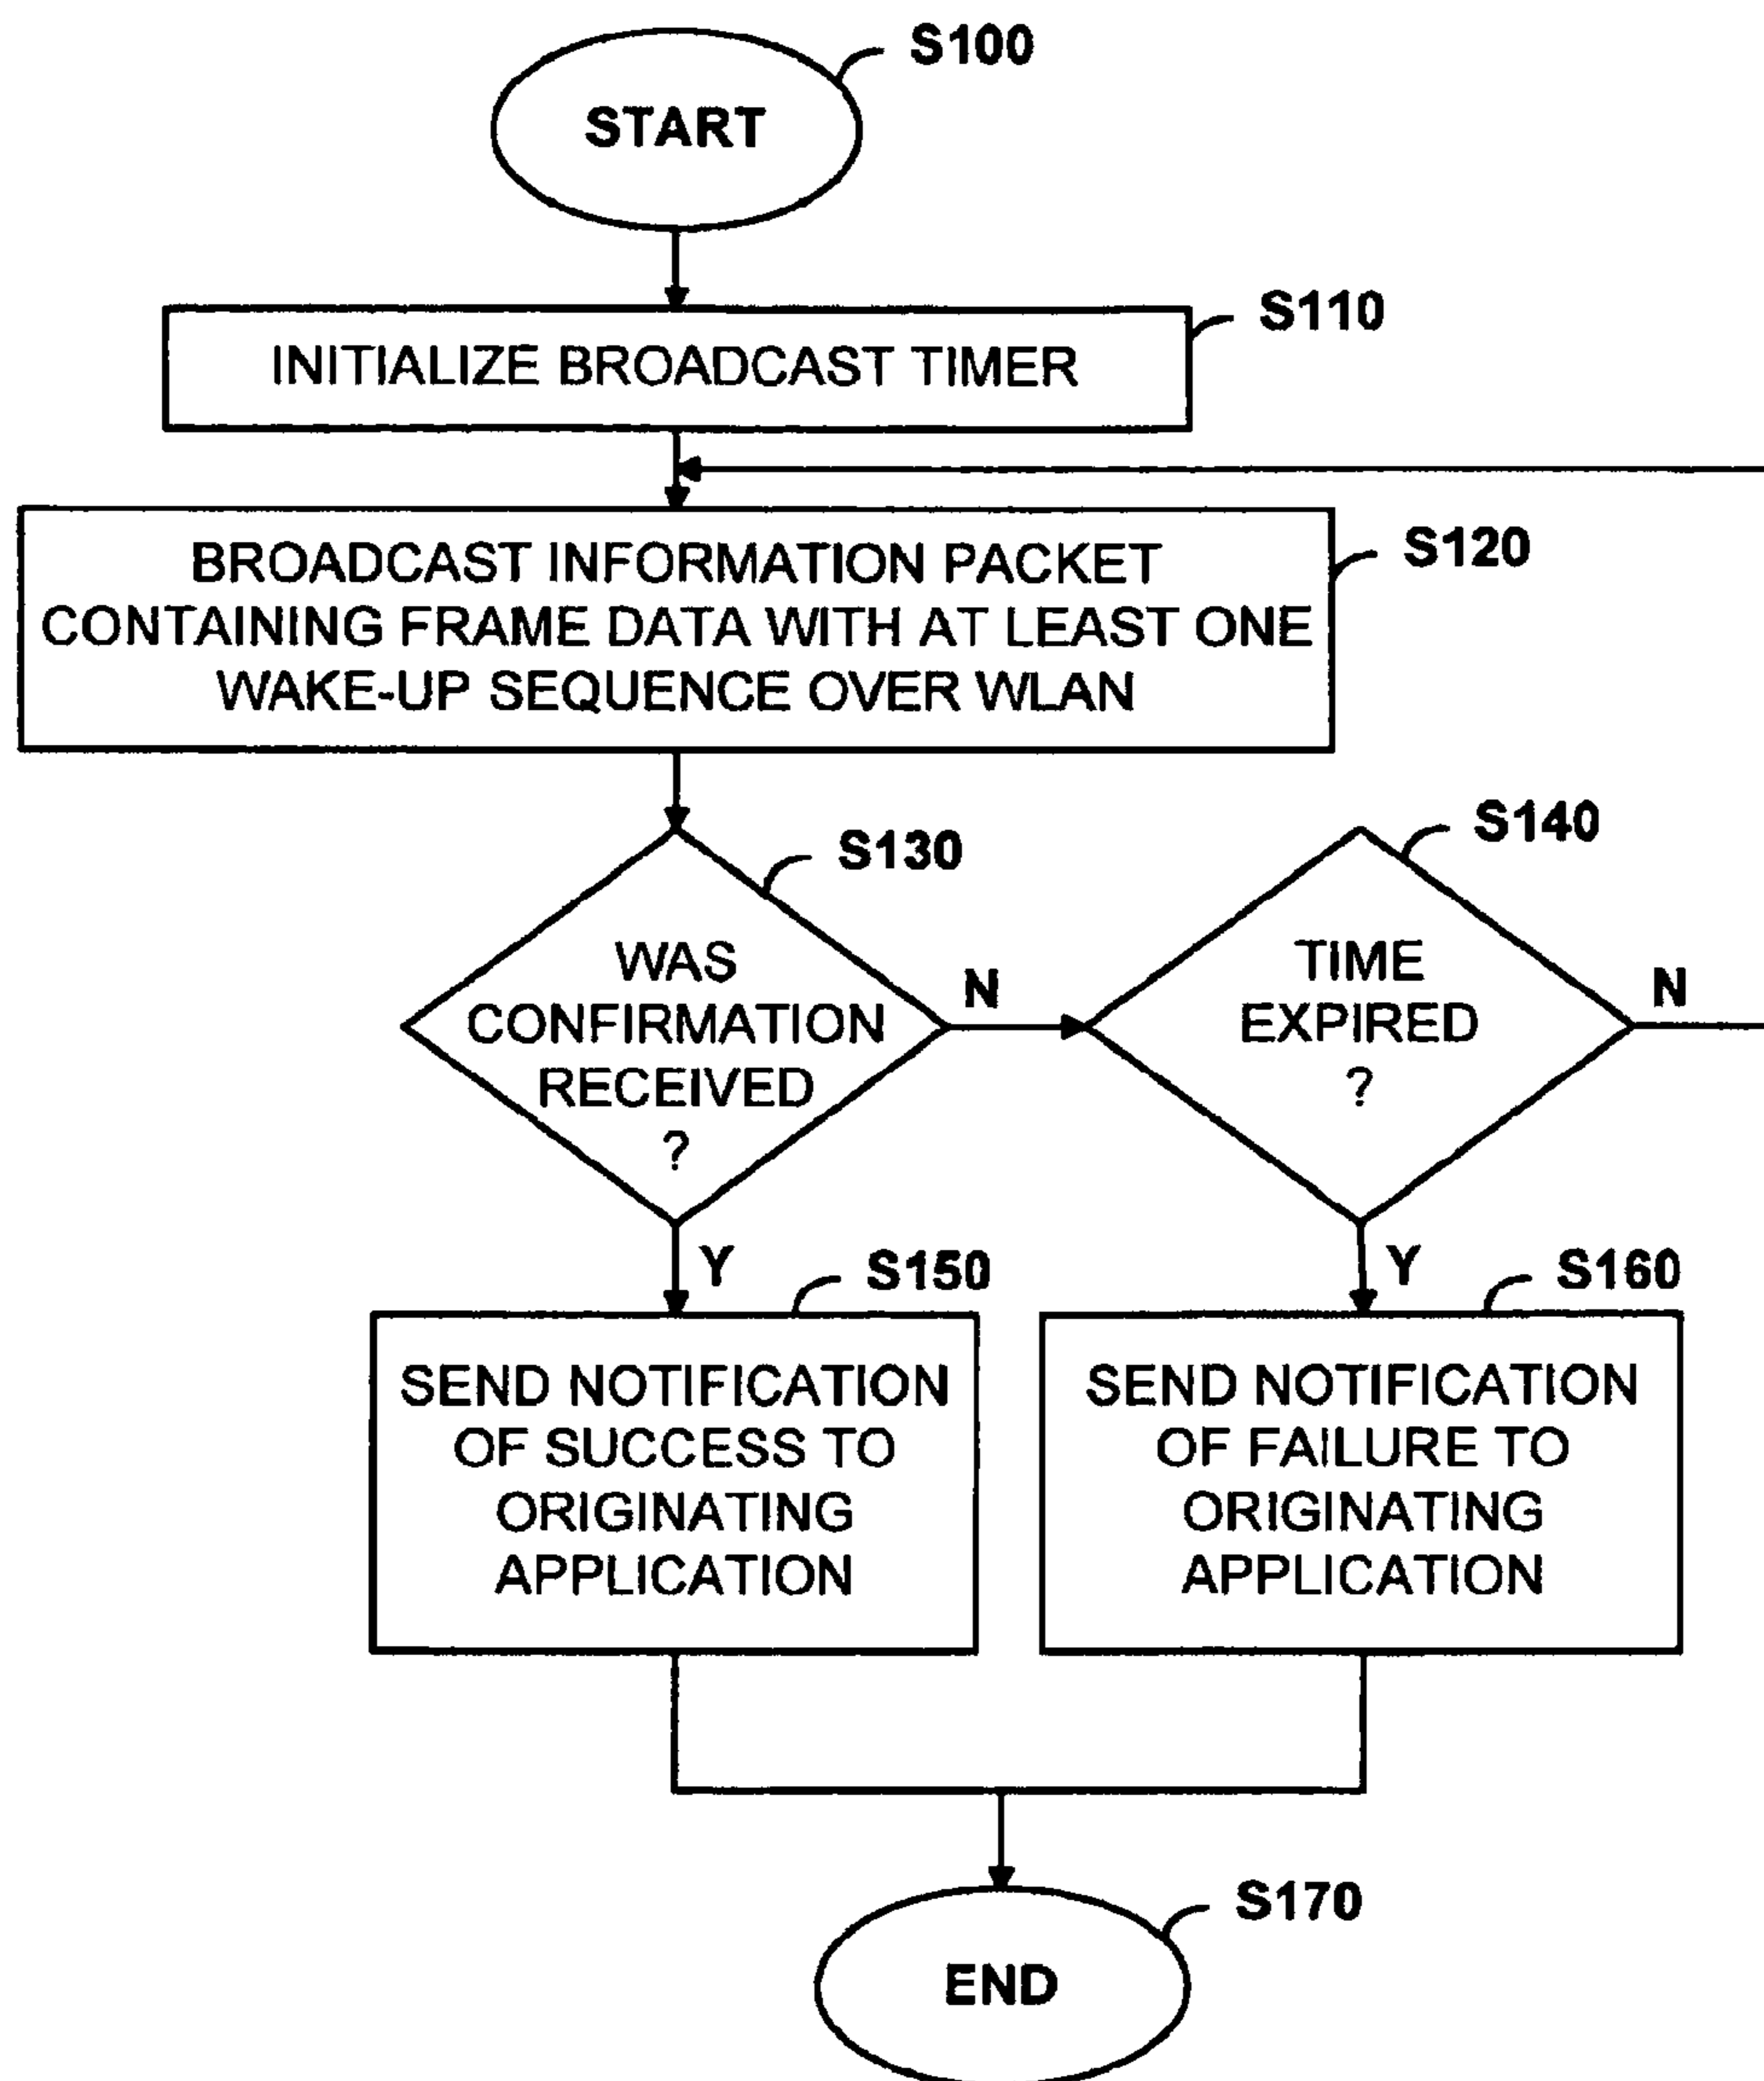 S100
START
S110
INITIALIZE BROADCAST TIMER
S120
BROADCAST INFORMATION PACKET
CONTAINING FRAME DATA WITH AT LEAST ONE
WAKE-UP SEQUENCE OVER WLAN
S130
WAS
CONFIRMATION
RECEIVED
?
N
Y
S140
TIME
EXPIRED
?
N
Y
S150
SEND NOTIFICATION
OF SUCCESS TO
ORIGINATING
APPLICATION
S160
SEND NOTIFICATION
OF FAILURE TO
ORIGINATING
APPLICATION
S170
END